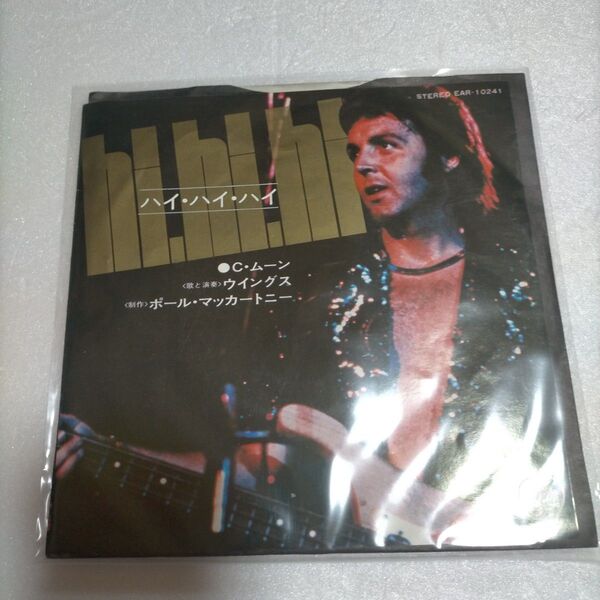 STEREO EAR-10241
hi.hi.hi
ハイ・ハイ・ハイ
●C・ムーン
〈歌と演奏〉ウイングス
〈制作〉ポール・マッカートニー